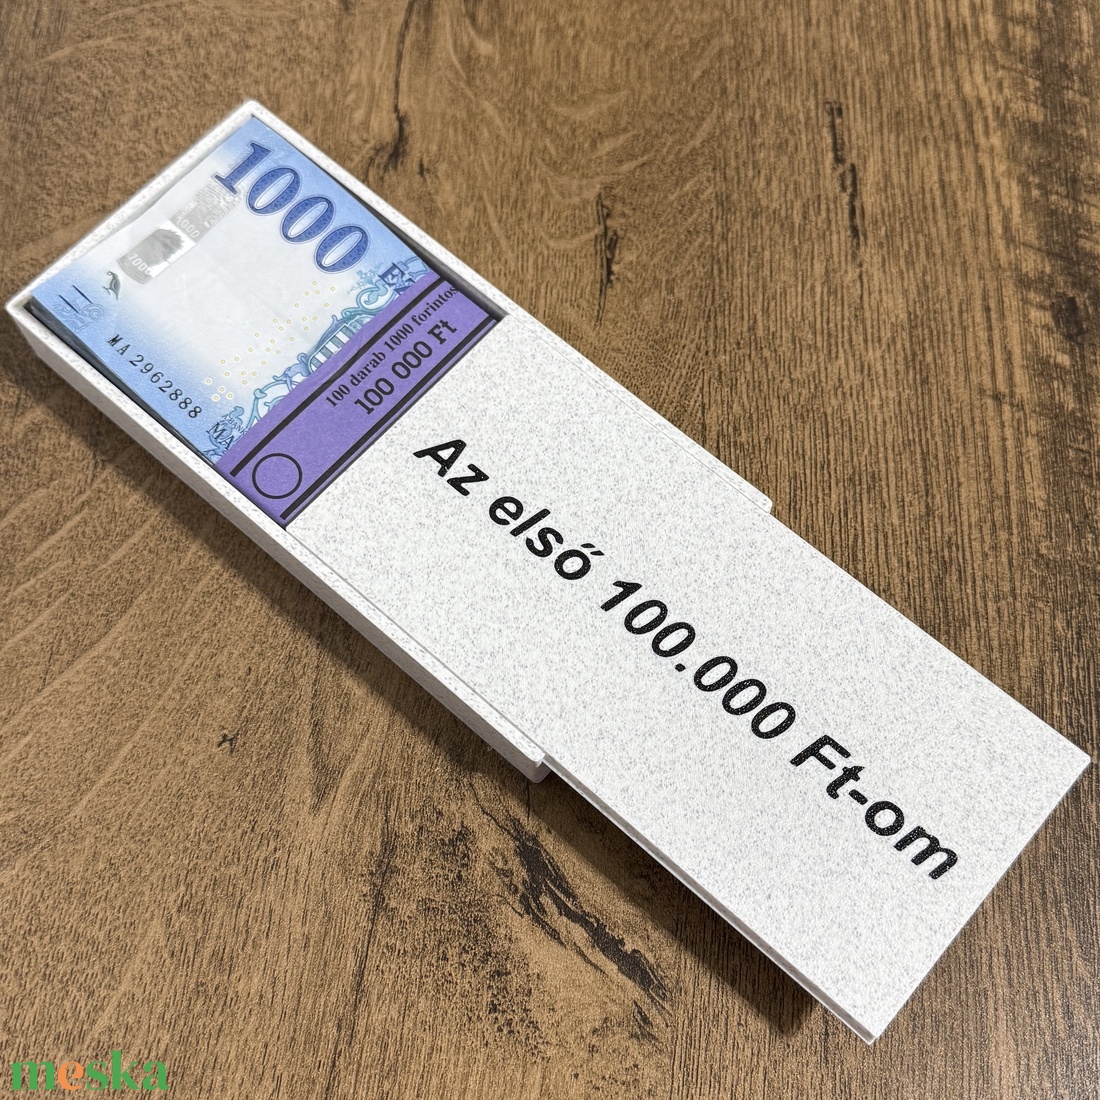 1000
MA 2962888
MA
100 darab 1000 forintos
100 000 Ft
Az első 100.000 Ft-om
meska